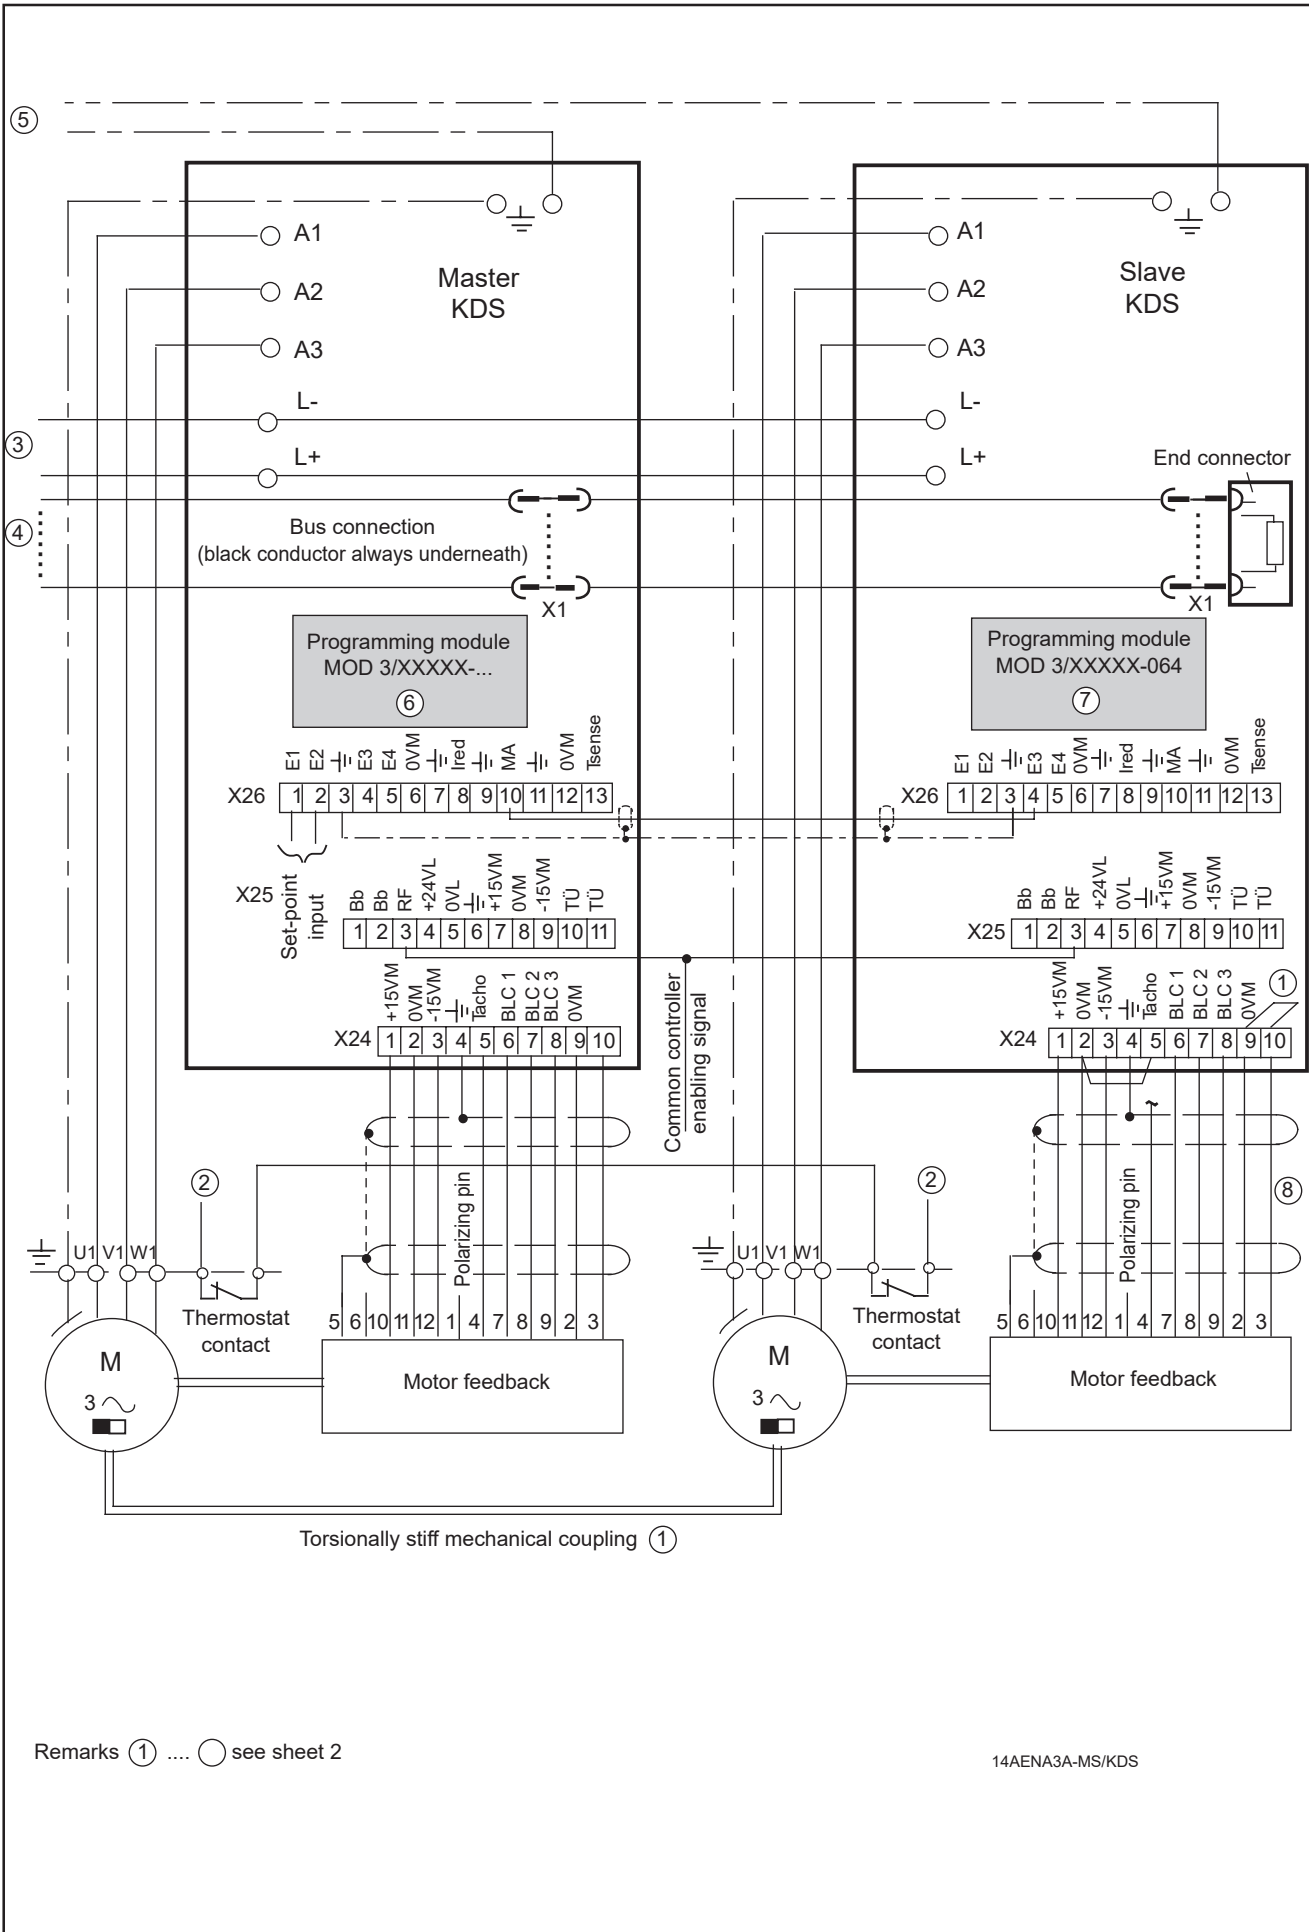 5
A1
Master
KDS
A2
A3
L-
L+
3
4
Bus connection
(black conductor always underneath)
X1
Programming module
MOD 3/XXXXX-...
6
E1 E2 E3 E4 0VM Ired MA 0VM Tsense
X26 1 2 3 4 5 6 7 8 9 10 11 12 13
Set-point
input
X25
Bb Bb RF +24VL 0VL +15VM 0VM -15VM TÜ TÜ
1 2 3 4 5 6 7 8 9 10 11
+15VM 0VM -15VM Tacho BLC 1 BLC 2 BLC 3 0VM
X24 1 2 3 4 5 6 7 8 9 10
Common controller
enabling signal
A1
Slave
KDS
A2
A3
L-
L+
End connector
X1
Programming module
MOD 3/XXXXX-064
7
E1 E2 E3 E4 0VM Ired MA 0VM Tsense
X26 1 2 3 4 5 6 7 8 9 10 11 12 13
Bb Bb RF +24VL 0VL +15VM 0VM -15VM TÜ TÜ
X25 1 2 3 4 5 6 7 8 9 10 11
+15VM 0VM -15VM Tacho BLC 1 BLC 2 BLC 3 0VM
1
X24 1 2 3 4 5 6 7 8 9 10
2
Polarizing pin
U1 V1 W1
Thermostat
contact
5 6 10 11 12 1 4 7 8 9 2 3
M
3
Motor feedback
2
Polarizing pin
8
U1 V1 W1
Thermostat
contact
5 6 10 11 12 1 4 7 8 9 2 3
M
3
Motor feedback
Torsionally stiff mechanical coupling 1
Remarks 1 .... see sheet 2
14AENA3A-MS/KDS